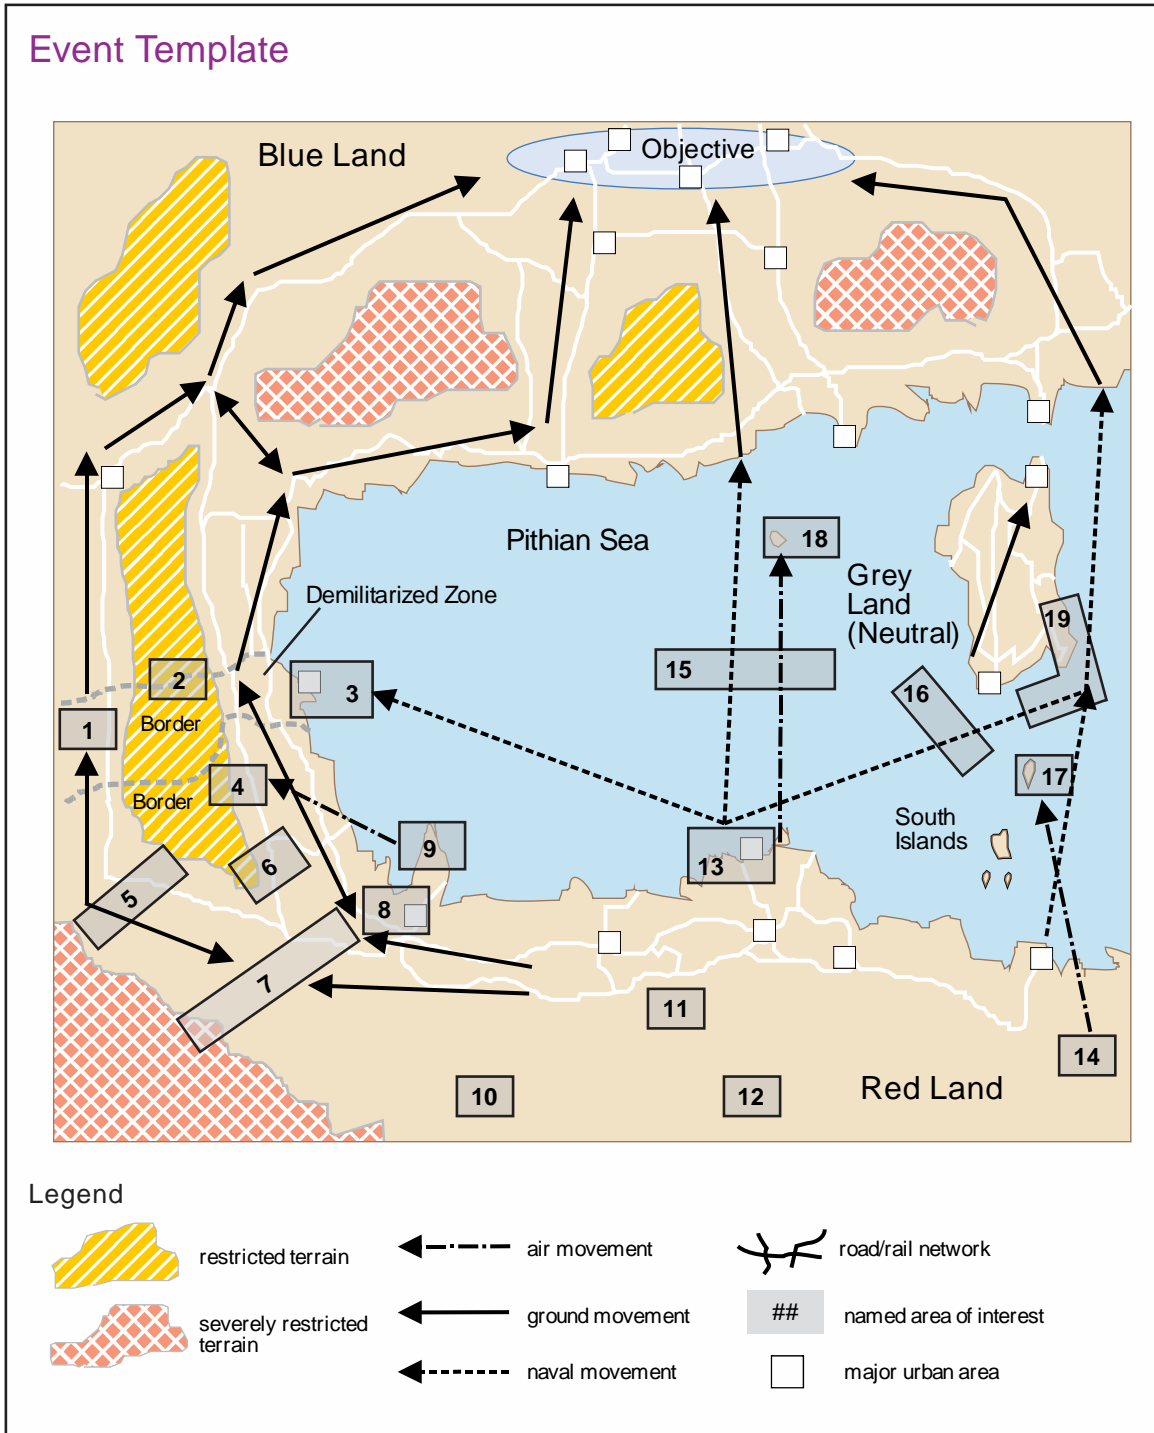 Event Template
Blue Land
Objective
Pithian Sea
18
Grey
Land
(Neutral)
Demilitarized Zone
19
15
2
3
16
1
Border
17
4
Border
South
Islands
9
6
13
5
8
7
11
14
10
12
Red Land
Legend
restricted terrain
air movement
road/rail network
severely restricted
terrain
ground movement
##
named area of interest
naval movement
major urban area